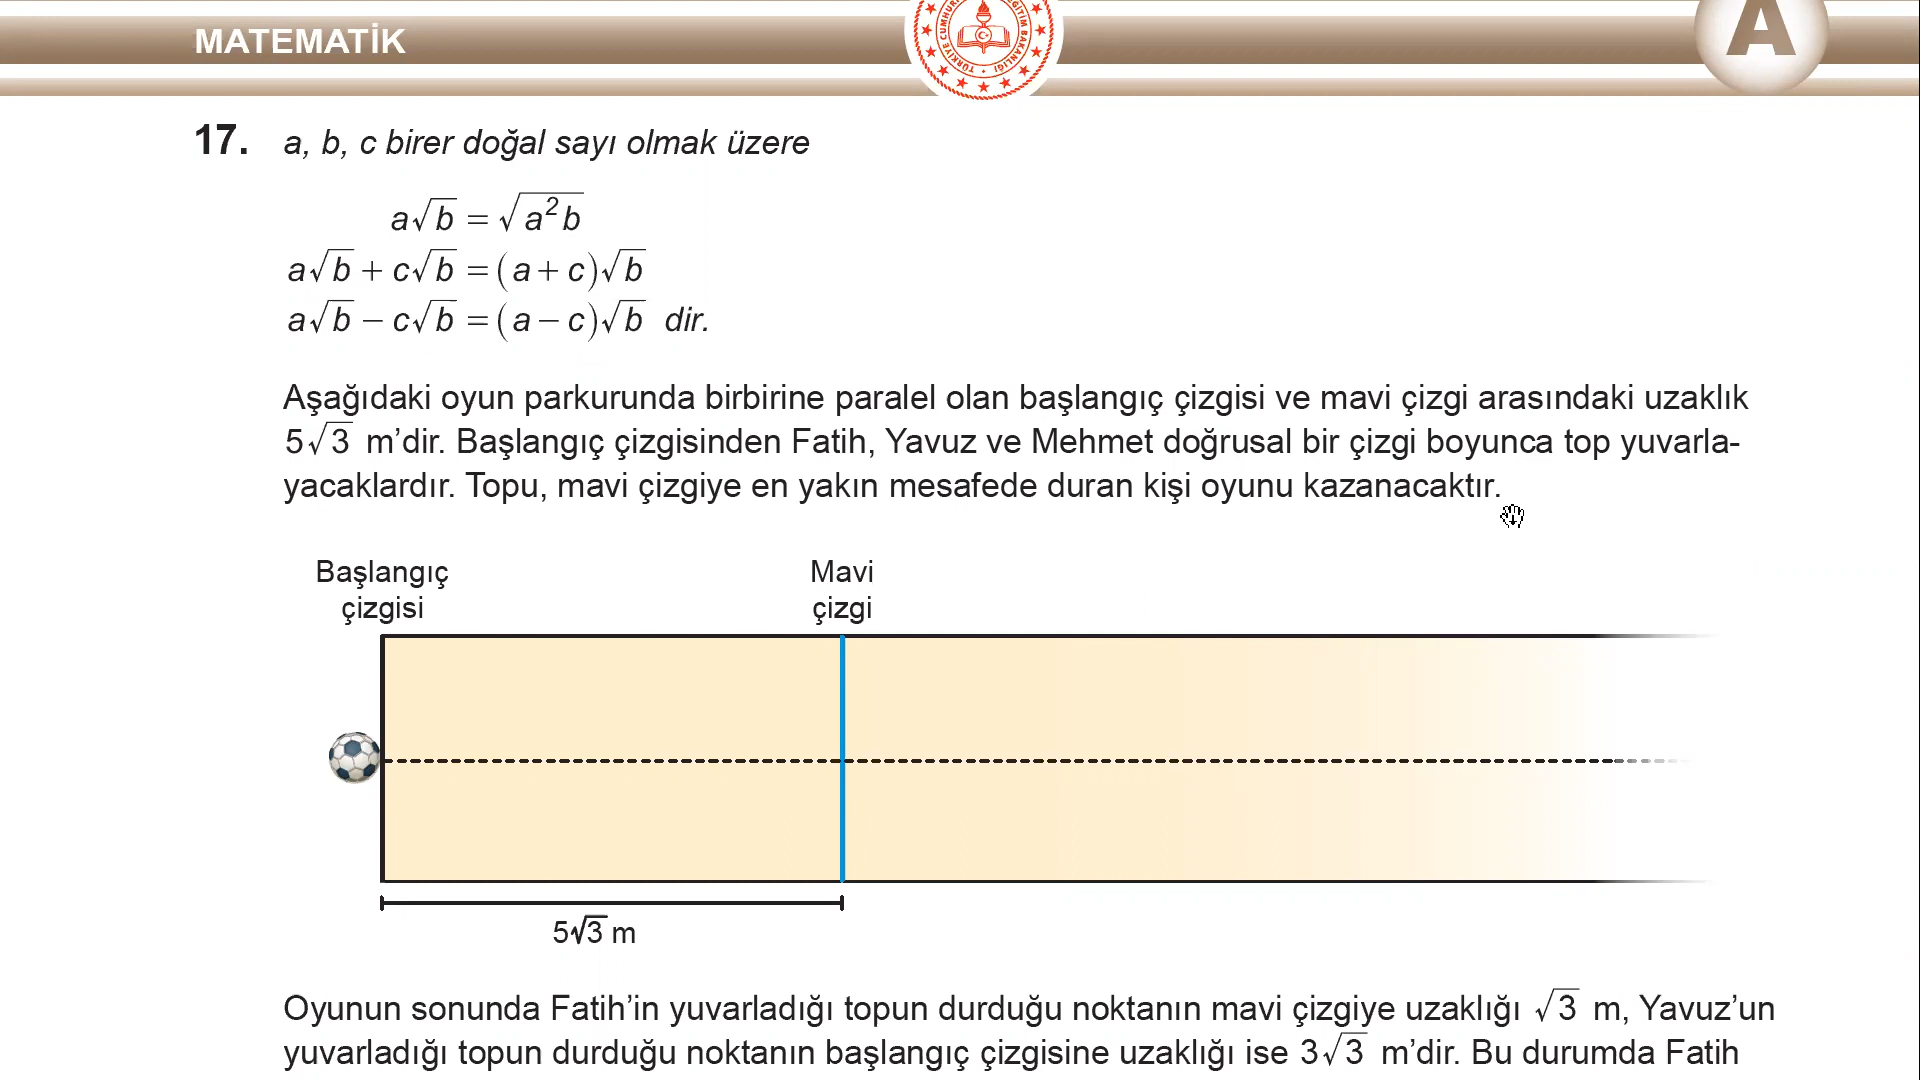 MATEMATİK
A
17. a, b, c birer doğal sayı olmak üzere
a√b = √(a²b)
a√b + c√b = (a + c)√b
a√b − c√b = (a − c)√b dir.
Aşağıdaki oyun parkurunda birbirine paralel olan başlangıç çizgisi ve mavi çizgi arasındaki uzaklık
5√3 m’dir. Başlangıç çizgisinden Fatih, Yavuz ve Mehmet doğrusal bir çizgi boyunca top yuvarla-
yacaklardır. Topu, mavi çizgiye en yakın mesafede duran kişi oyunu kazanacaktır.
Başlangıç
çizgisi
Mavi
çizgi
5√3 m
Oyunun sonunda Fatih’in yuvarladığı topun durduğu noktanın mavi çizgiye uzaklığı √3 m, Yavuz’un
yuvarladığı topun durduğu noktanın başlangıç çizgisine uzaklığı ise 3√3 m’dir. Bu durumda Fatih